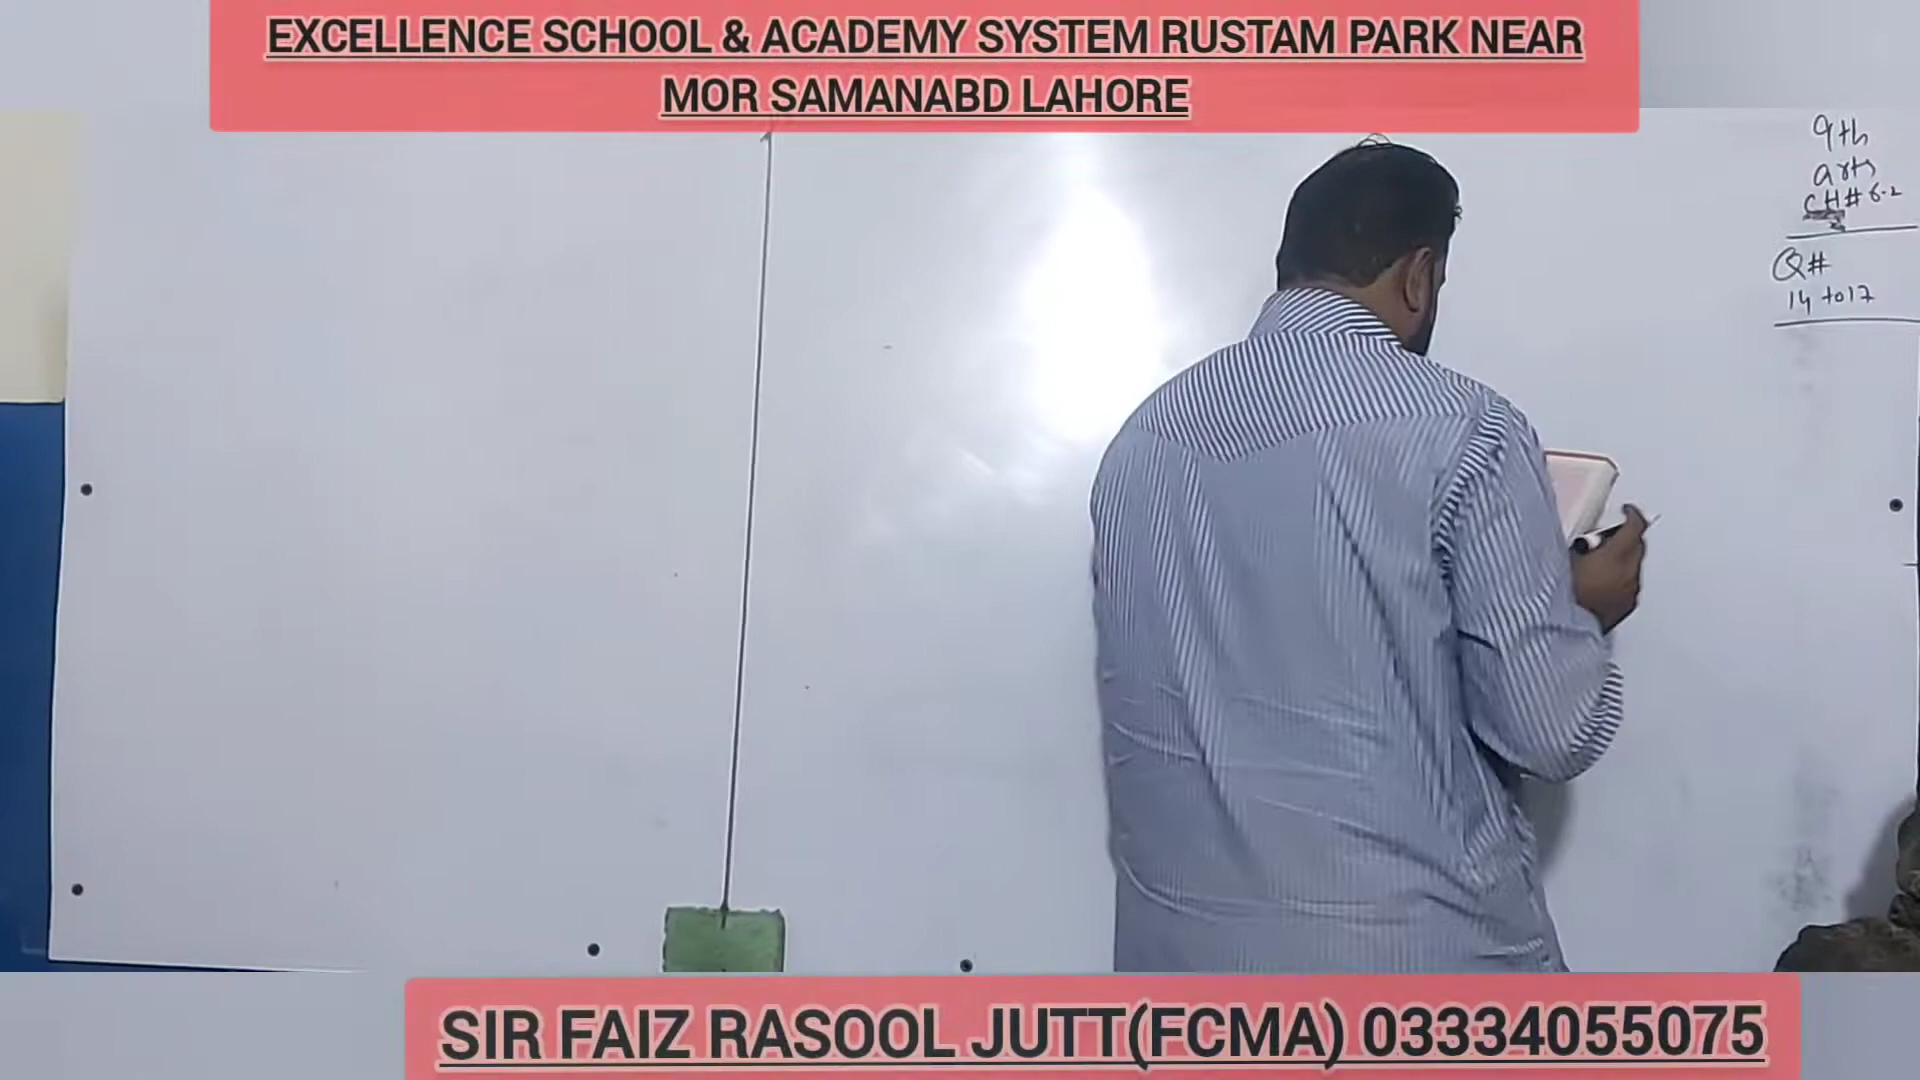 EXCELLENCE SCHOOL & ACADEMY SYSTEM RUSTAM PARK NEAR
MOR SAMANABD LAHORE
9th
arts
CH# 6.2
Q#
14 to 17
SIR FAIZ RASOOL JUTT(FCMA) 03334055075